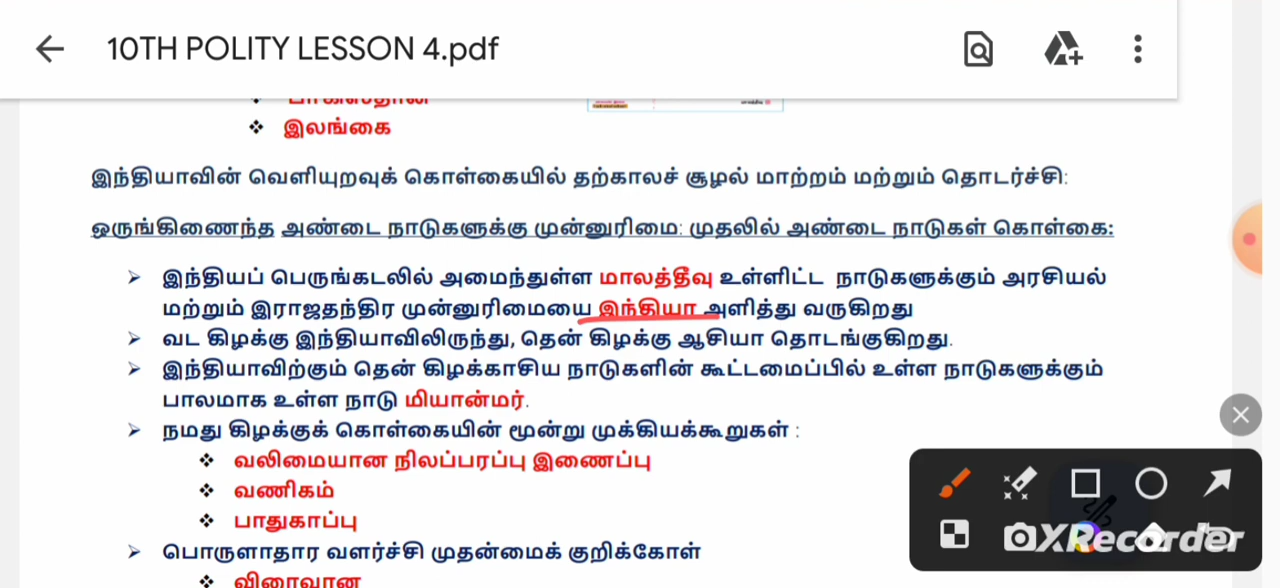 10TH POLITY LESSON 4.pdf
பாகிஸ்தான்
இலங்கை
இந்தியாவின் வெளியுறவுக் கொள்கையில் தற்காலச் சூழல் மாற்றம் மற்றும் தொடர்ச்சி:
ஒருங்கிணைந்த அண்டை நாடுகளுக்கு முன்னுரிமை: முதலில் அண்டை நாடுகள் கொள்கை:
இந்தியப் பெருங்கடலில் அமைந்துள்ள மாலத்தீவு உள்ளிட்ட நாடுகளுக்கும் அரசியல்
மற்றும் இராஜதந்திர முன்னுரிமையை இந்தியா அளித்து வருகிறது
வட கிழக்கு இந்தியாவிலிருந்து, தென் கிழக்கு ஆசியா தொடங்குகிறது.
இந்தியாவிற்கும் தென் கிழக்காசிய நாடுகளின் கூட்டமைப்பில் உள்ள நாடுகளுக்கும்
பாலமாக உள்ள நாடு மியான்மர்.
நமது கிழக்குக் கொள்கையின் மூன்று முக்கியக்கூறுகள் :
வலிமையான நிலப்பரப்பு இணைப்பு
வணிகம்
பாதுகாப்பு
பொருளாதார வளர்ச்சி முதன்மைக் குறிக்கோள்
விரைவான
XRecorder